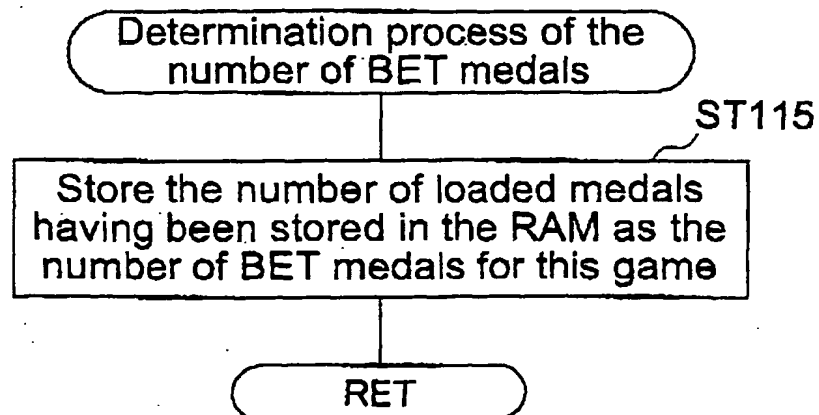 Determination process of the
number of BET medals
ST115
Store the number of loaded medals
having been stored in the RAM as the
number of BET medals for this game
RET